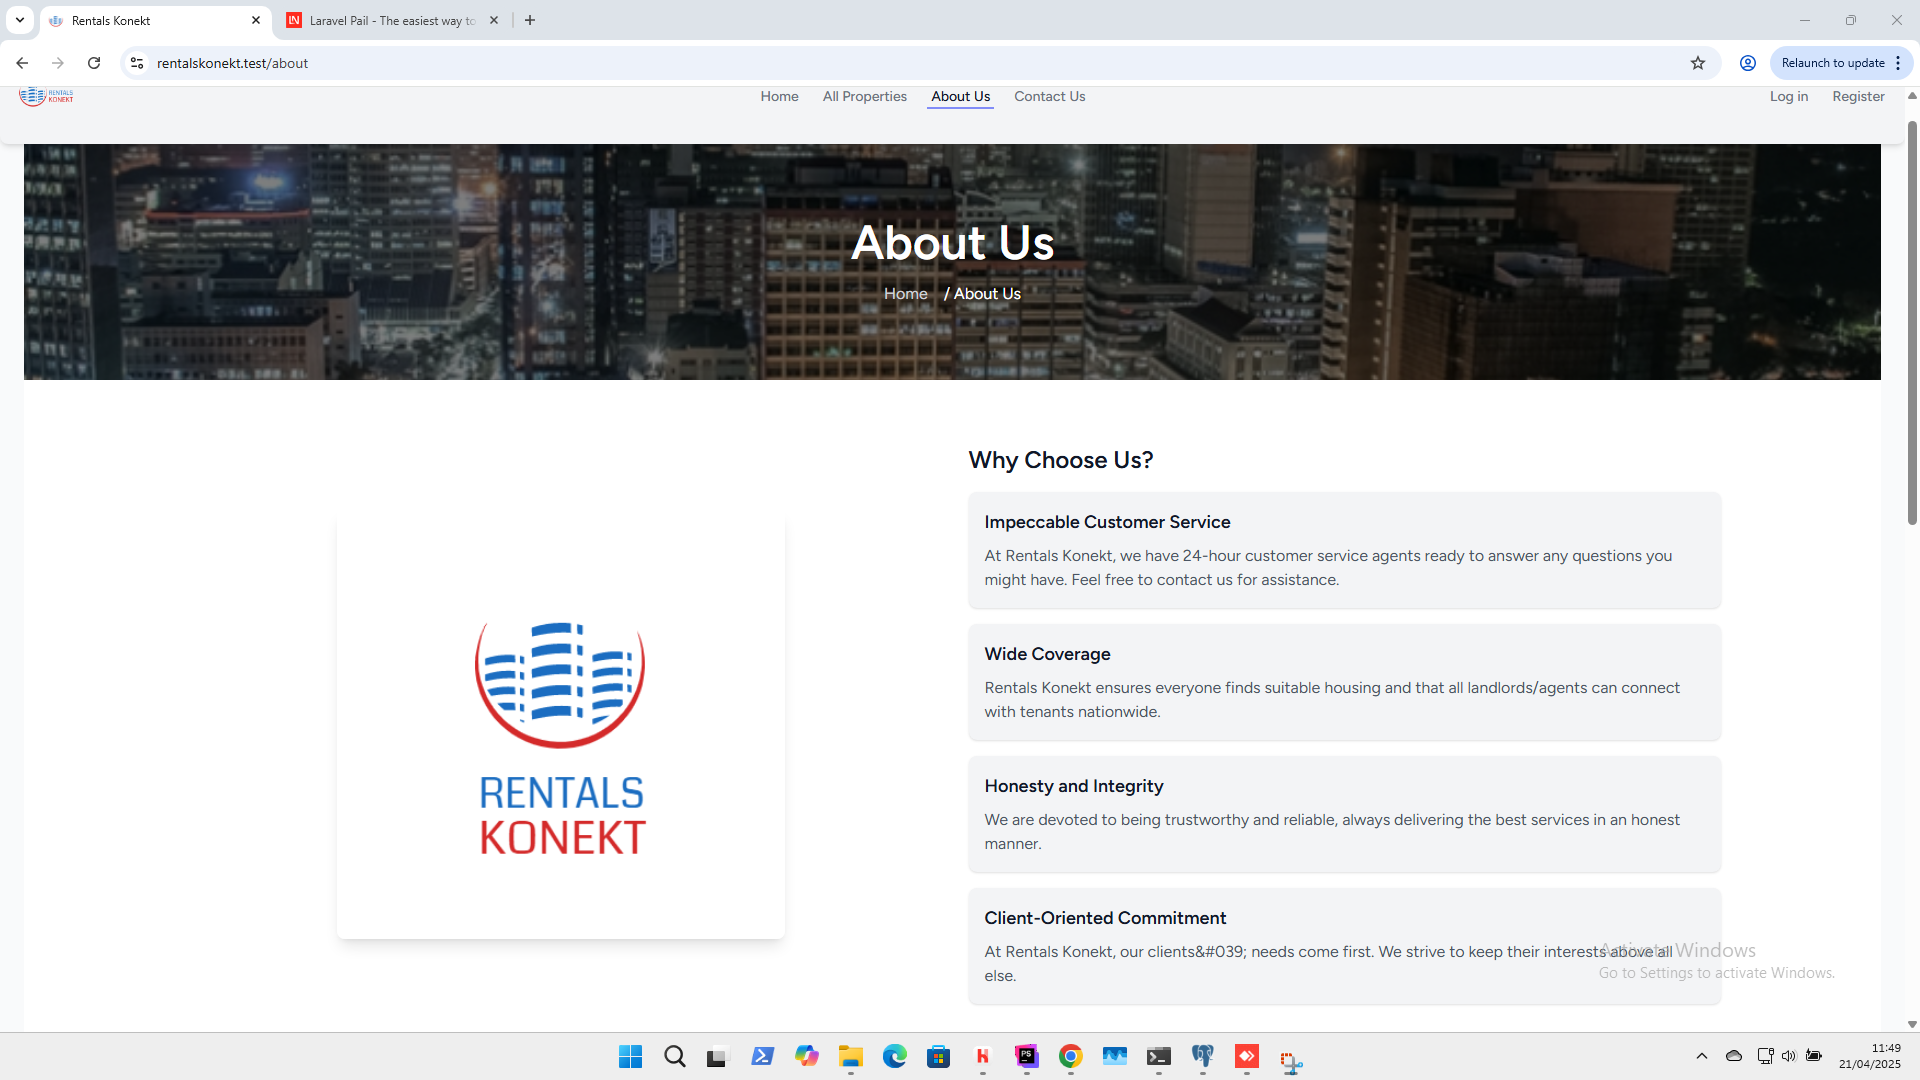 Rentals Konekt
Laravel Pail - The easiest way to
rentalskonekt.test/about
Relaunch to update
RENTALS
KONEKT
Home
All Properties
About Us
Contact Us
Log in
Register
About Us
Home / About Us
Why Choose Us?
Impeccable Customer Service
At Rentals Konekt, we have 24-hour customer service agents ready to answer any questions you
might have. Feel free to contact us for assistance.
Wide Coverage
Rentals Konekt ensures everyone finds suitable housing and that all landlords/agents can connect
with tenants nationwide.
Honesty and Integrity
We are devoted to being trustworthy and reliable, always delivering the best services in an honest
manner.
Client-Oriented Commitment
At Rentals Konekt, our clients&#039; needs come first. We strive to keep their interests above all
else.
RENTALS
KONEKT
Activate Windows
Go to Settings to activate Windows.
11:49
21/04/2025